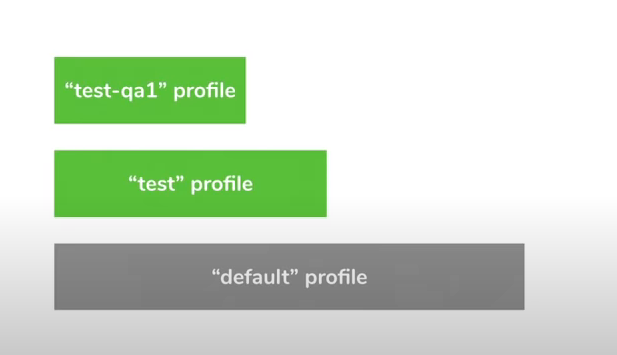 “test-qa1” profile
“test” profile
“default” profile